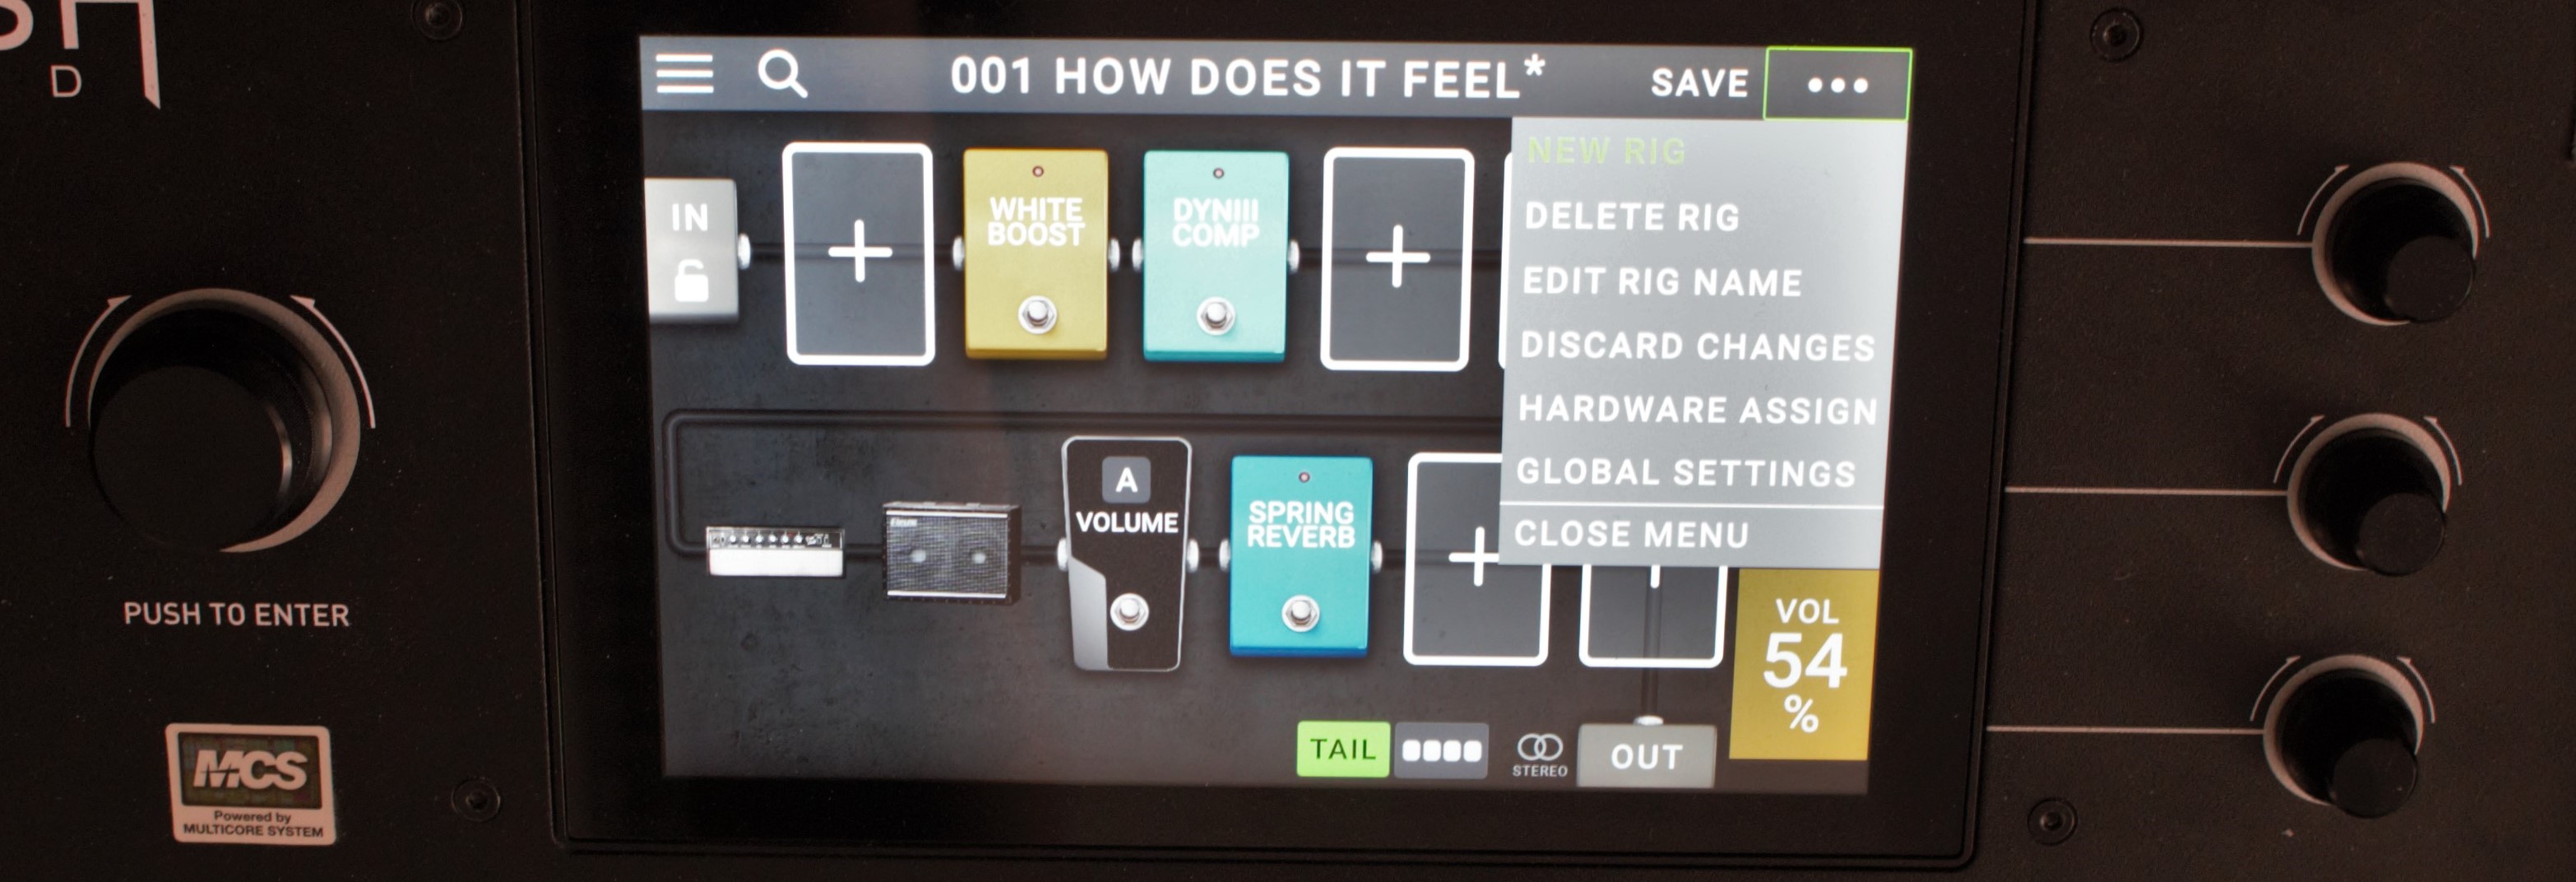 D
001 HOW DOES IT FEEL*
SAVE
NEW RIG
DELETE RIG
EDIT RIG NAME
DISCARD CHANGES
HARDWARE ASSIGN
GLOBAL SETTINGS
CLOSE MENU
IN
WHITE
BOOST
DYNIII
COMP
A
VOLUME
SPRING
REVERB
VOL
54
%
TAIL
STEREO
OUT
PUSH TO ENTER
MCS
Powered by
MULTICORE SYSTEM